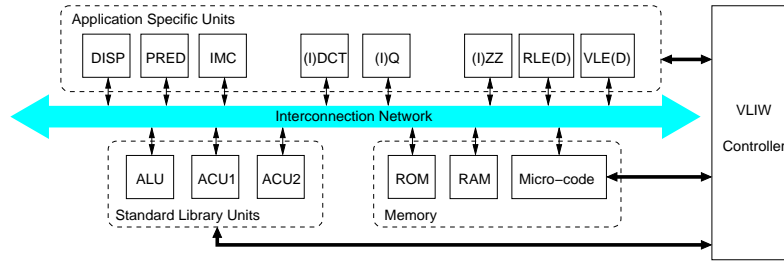 Application Specific Units
DISP PRED IMC (I)DCT (I)Q (I)ZZ RLE(D) VLE(D)
Interconnection Network
VLIW
Controller
ALU ACU1 ACU2 ROM RAM Micro−code
Standard Library Units Memory